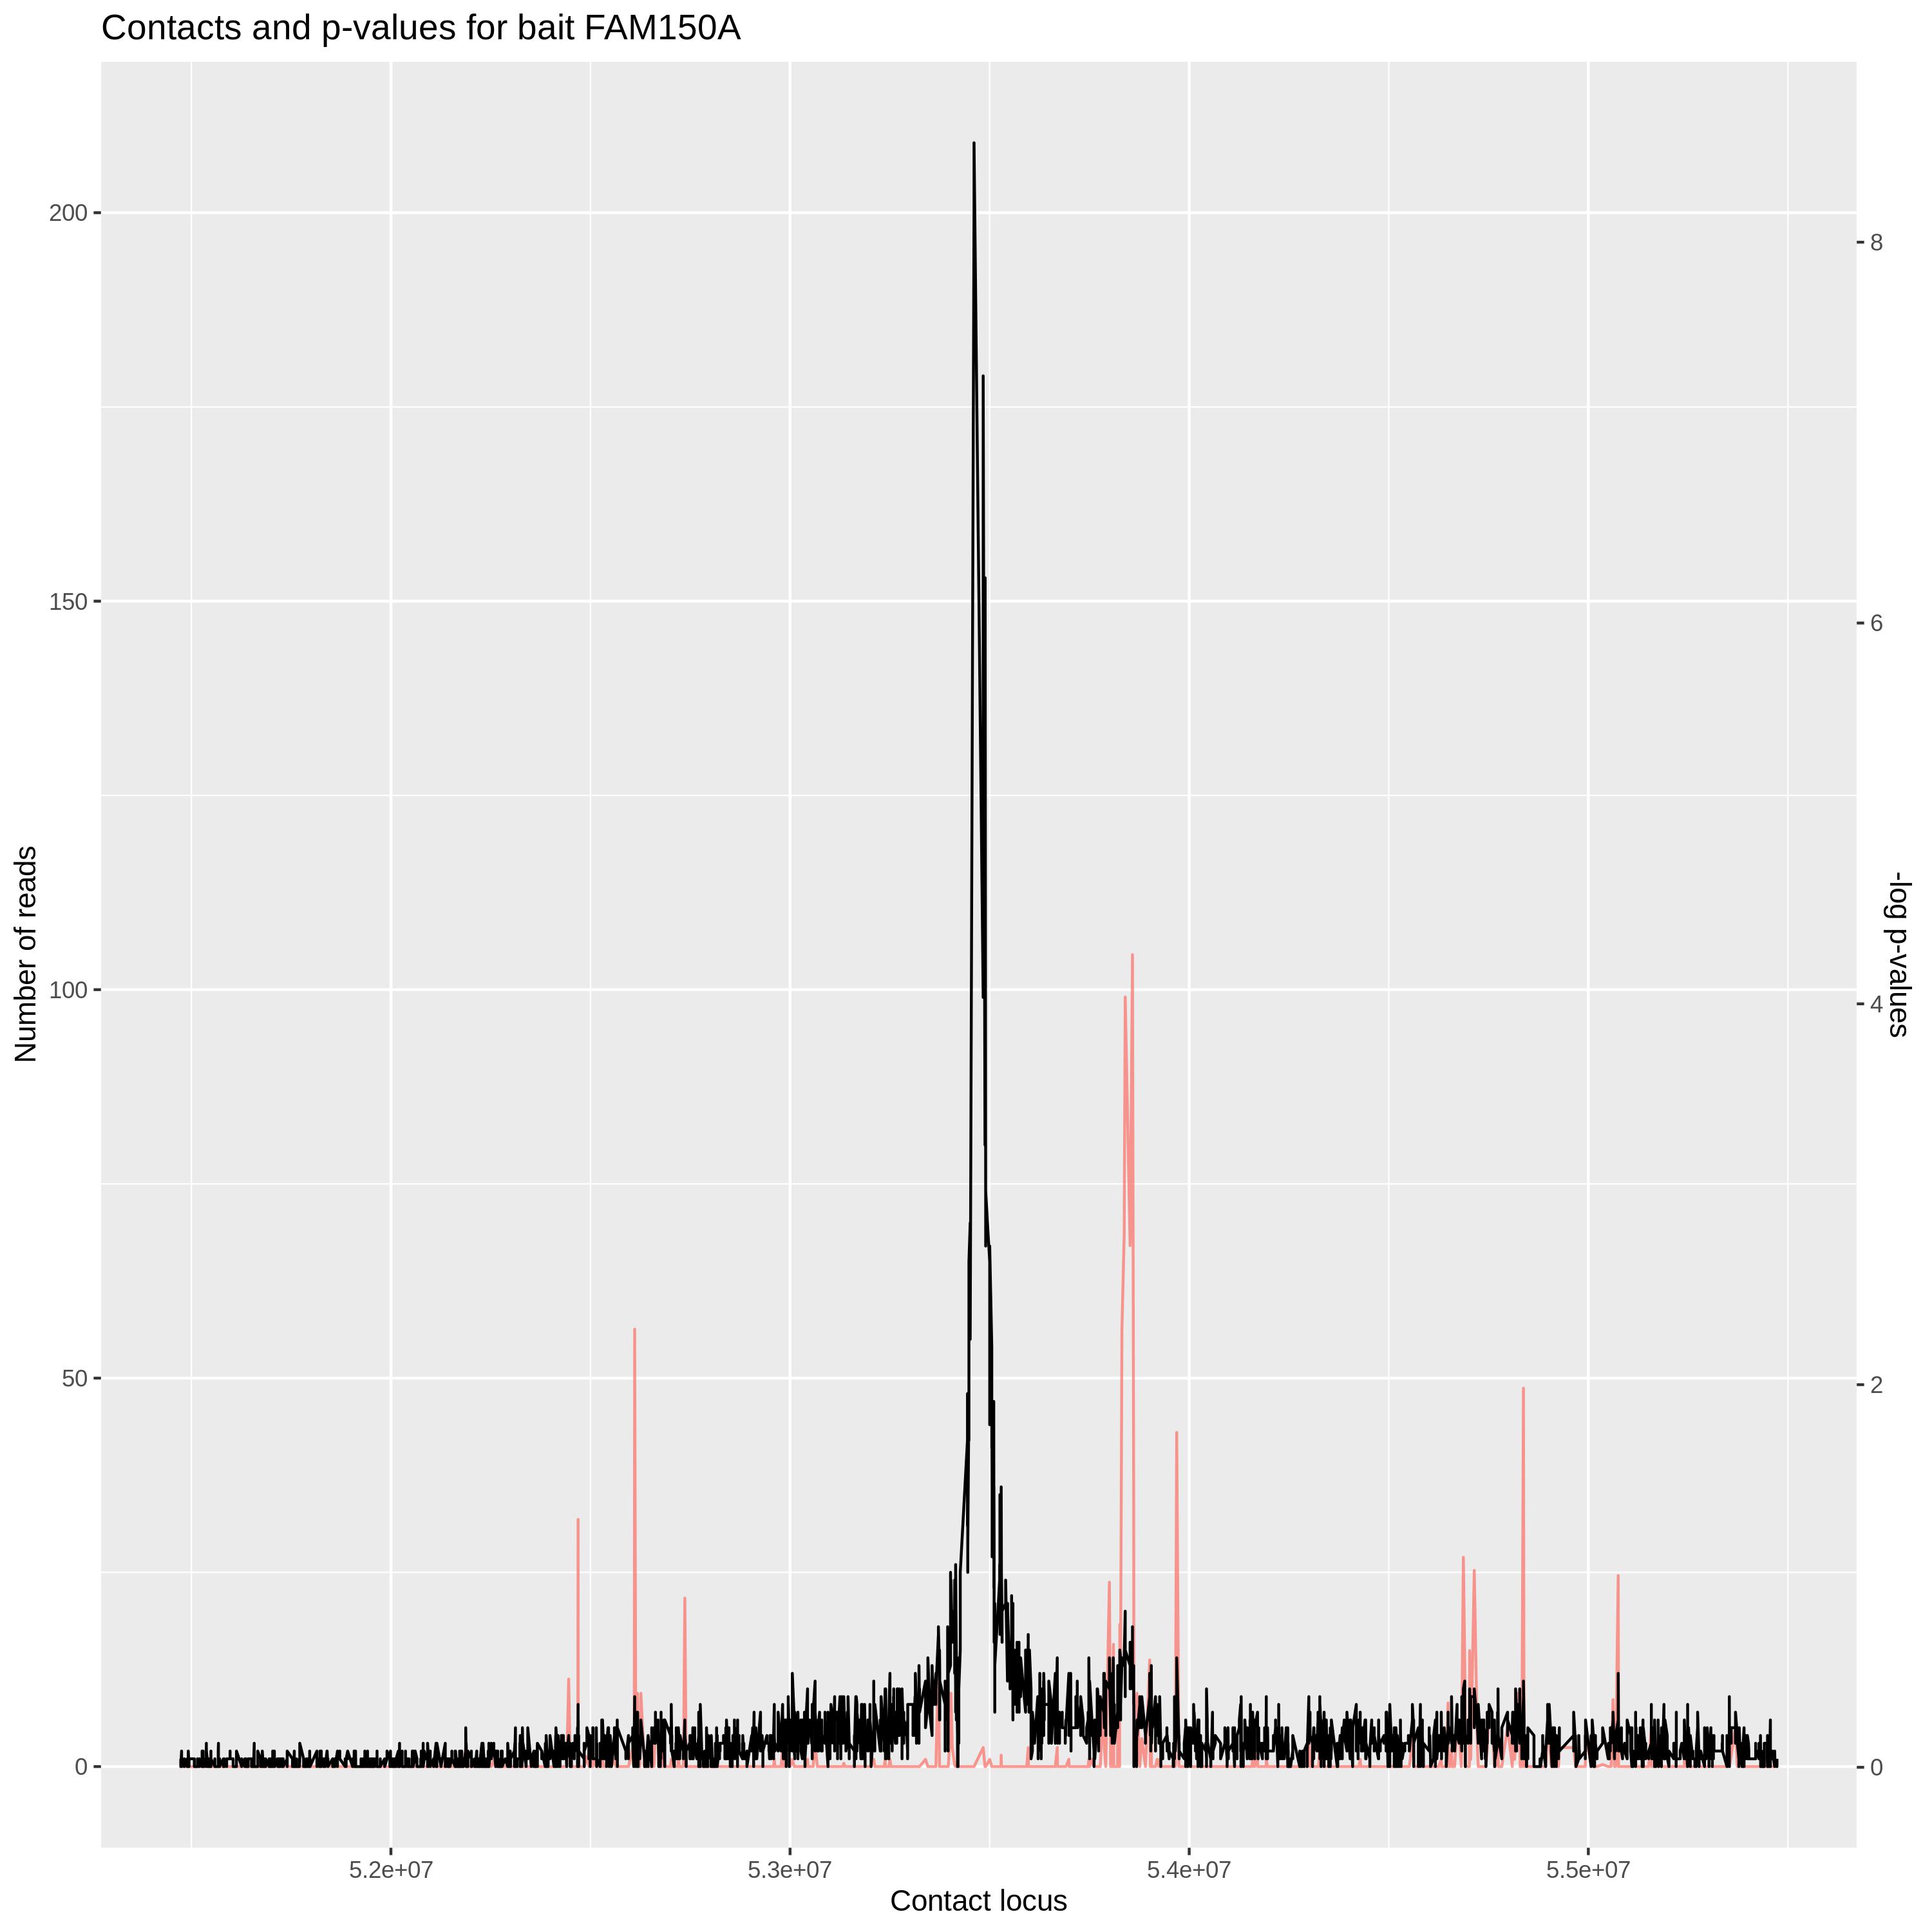 Contacts and p-values for bait FAM150A
200
150
100
50
0
Number of reads
8
6
4
2
0
-log p-values
5.2e+07
5.3e+07
5.4e+07
5.5e+07
Contact locus